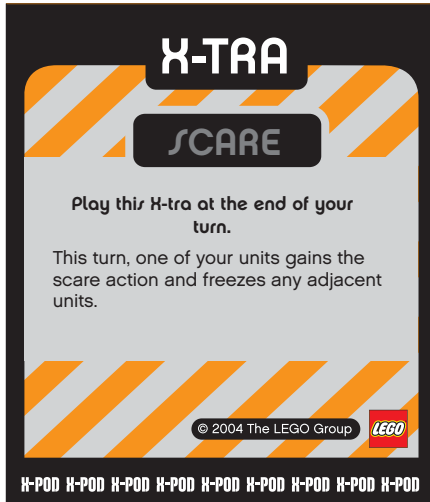 X-TRA
SCARE
Play this X-tra at the end of your
turn.
This turn, one of your units gains the
scare action and freezes any adjacent
units.
© 2004 The LEGO Group LEGO
X-POD X-POD X-POD X-POD X-POD X-POD X-POD X-POD X-POD